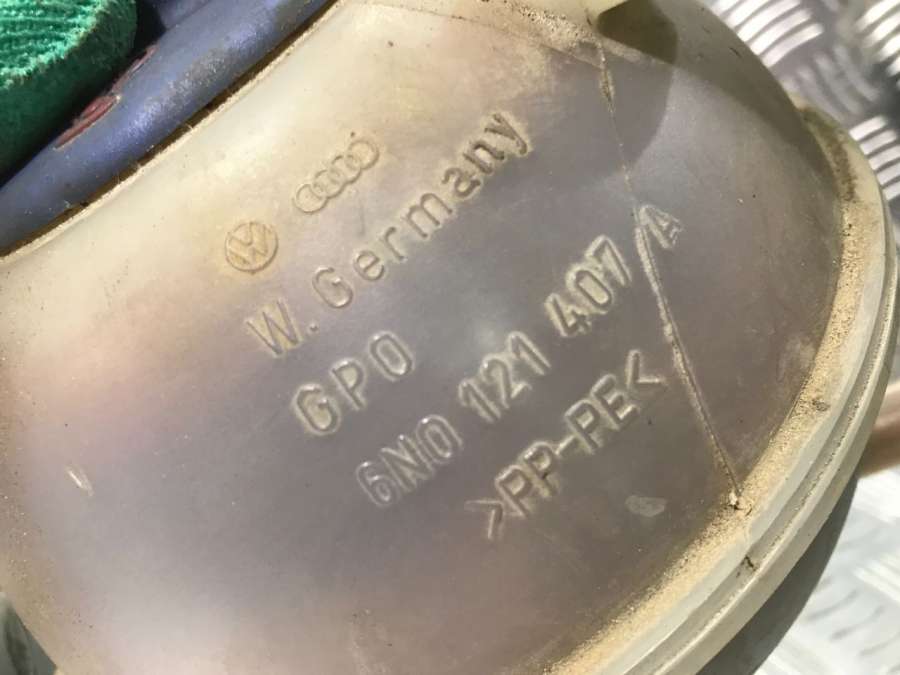 W. Germany
GPO
6N0 121 407 A
>PP-PE<